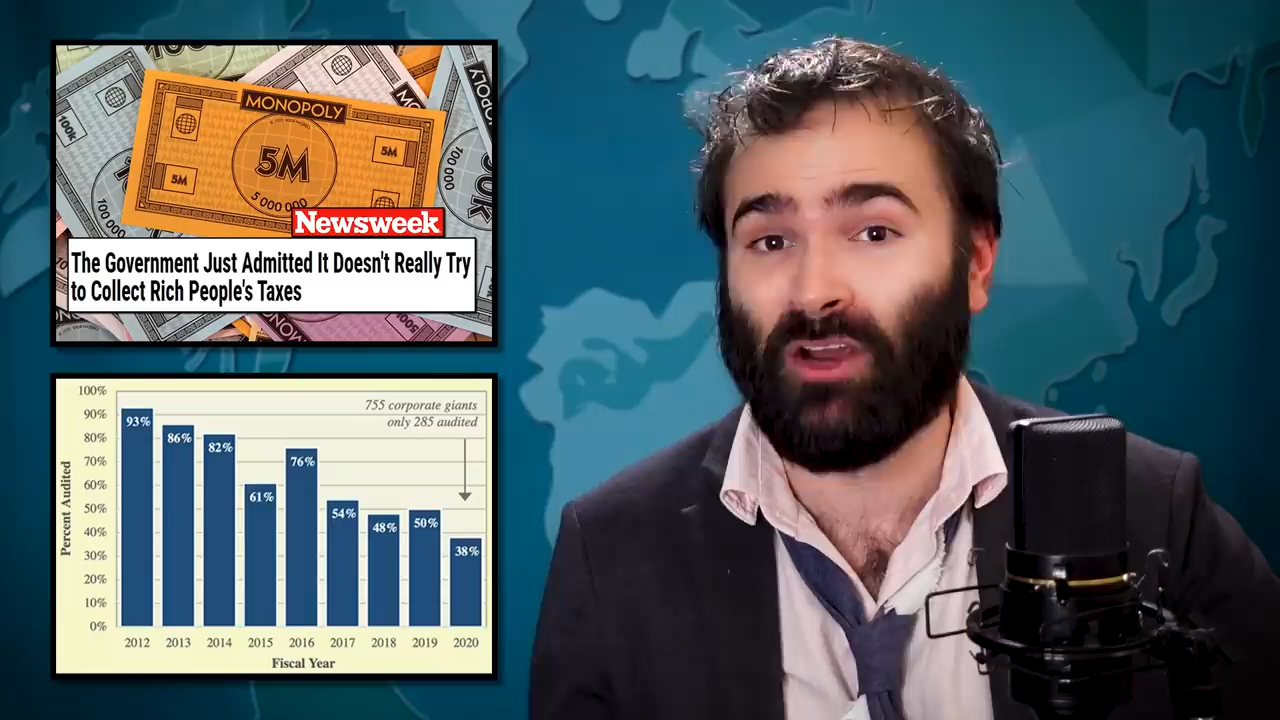 MONOPOLY
5M
5M
5M
5 000 000
100k
100 000
100 000
Newsweek
The Government Just Admitted It Doesn't Really Try
to Collect Rich People's Taxes
100%
90%
80%
70%
60%
50%
40%
30%
20%
10%
0%
Percent Audited
755 corporate giants
only 285 audited
93%
86%
82%
61%
76%
54%
48%
50%
38%
2012 2013 2014 2015 2016 2017 2018 2019 2020
Fiscal Year